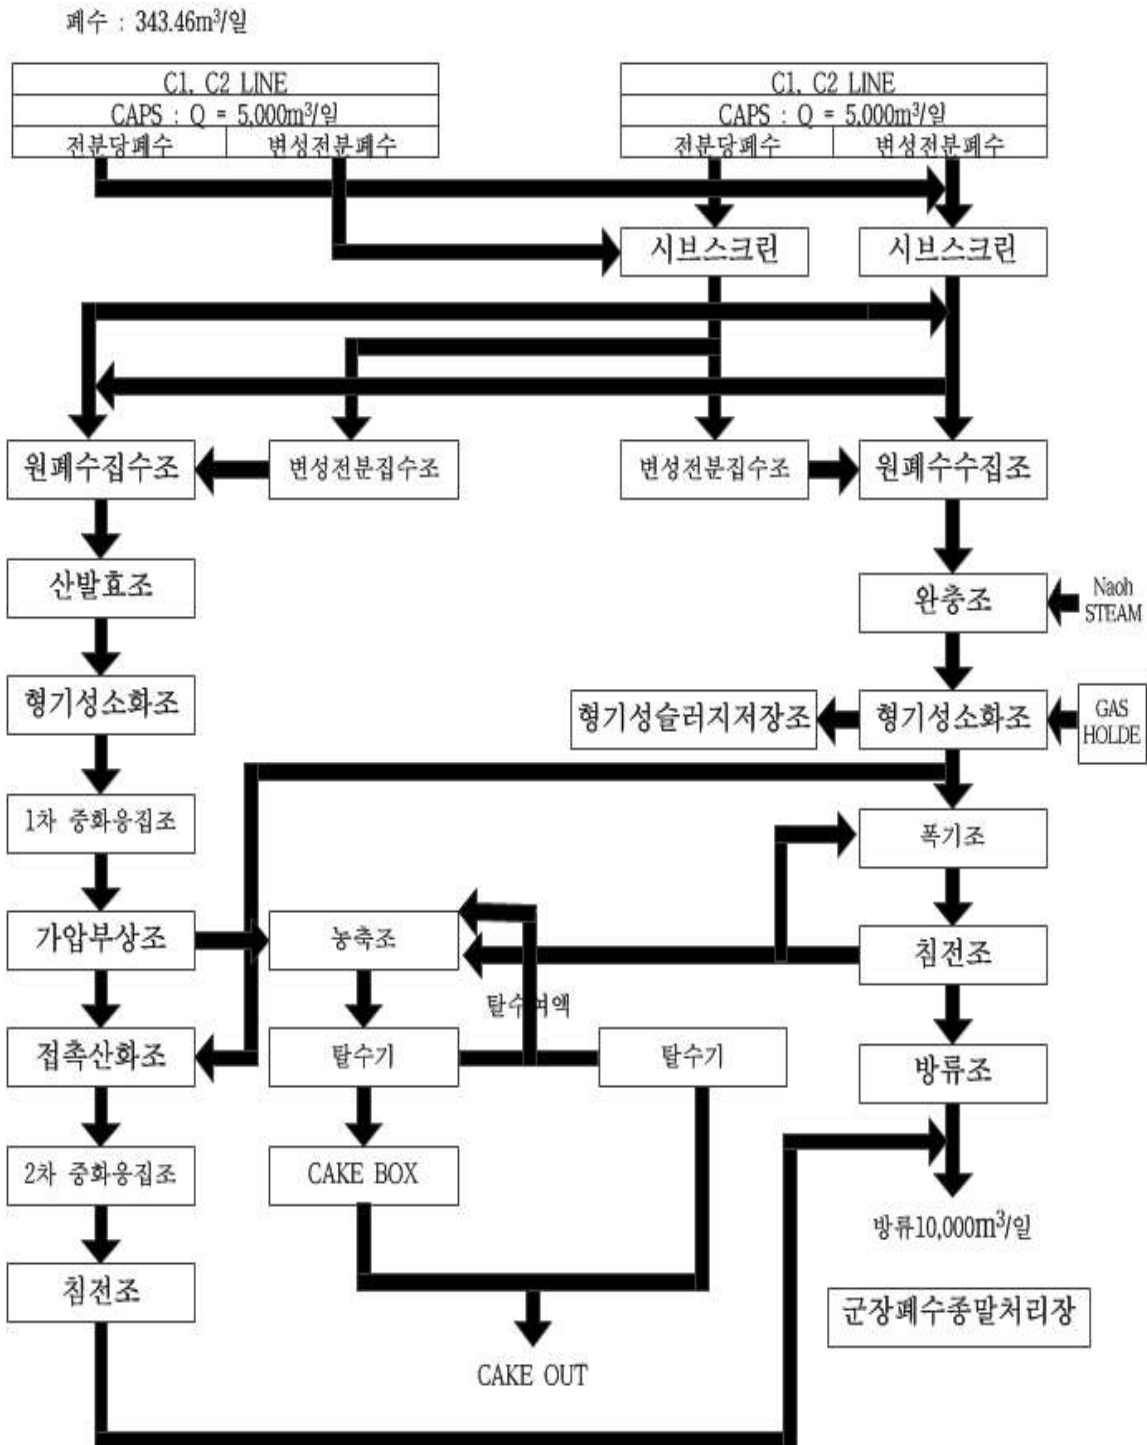 폐수 : 343.46m³/일
C1, C2 LINE
CAPS : Q = 5,000m³/일
전분당폐수 변성전분폐수
C1, C2 LINE
CAPS : Q = 5,000m³/일
전분당폐수 변성전분폐수
시브스크린
시브스크린
원폐수집수조
변성전분집수조
변성전분집수조
원폐수수집조
산발효조
완충조
Naoh
STEAM
형기성소화조
형기성슬러지저장조
형기성소화조
GAS
HOLDE
1차 중화응집조
폭기조
가압부상조
농축조
침전조
탈수여액
접촉산화조
탈수기
탈수기
방류조
2차 중화응집조
CAKE BOX
방류10,000m³/일
침전조
군장폐수종말처리장
CAKE OUT